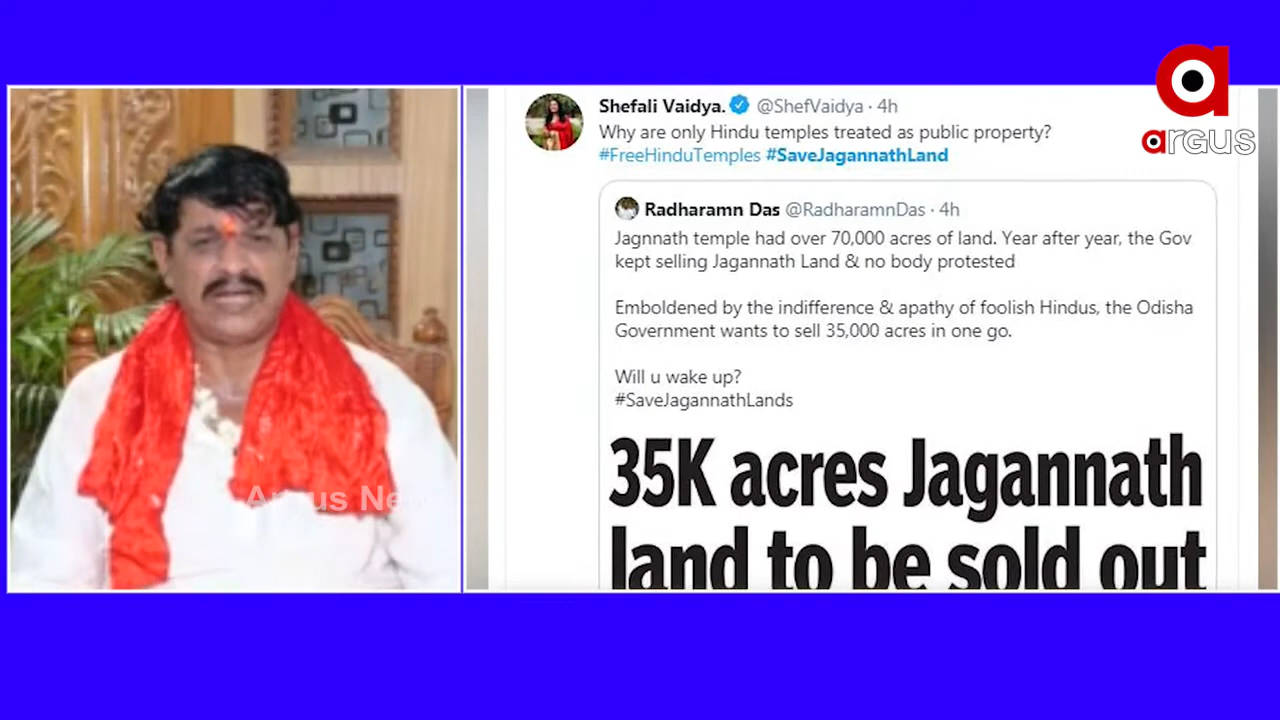 Shefali Vaidya. @ShefVaidya · 4h
Why are only Hindu temples treated as public property?
#FreeHinduTemples #SaveJagannathLand
Radharamn Das @RadharamnDas · 4h
Jagnnath temple had over 70,000 acres of land. Year after year, the Gov
kept selling Jagannath Land & no body protested
Emboldened by the indifference & apathy of foolish Hindus, the Odisha
Government wants to sell 35,000 acres in one go.
Will u wake up?
#SaveJagannathLands
35K acres Jagannath
land to be sold out
argus
Argus News